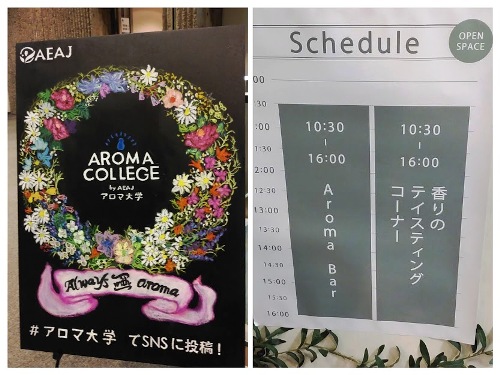 AEAJ
AROMA
COLLEGE
by AEAJ
アロマ大学
Always aroma
#アロマ大学 でSNSに投稿!
Schedule
OPEN
SPACE
:00
:00
12:30
13:00
13:30
14:00
14:30
15:00
15:30
16:00
10:30
-
16:00
Aroma Bar
10:30
-
16:00
香りの
テイスティング
コーナー